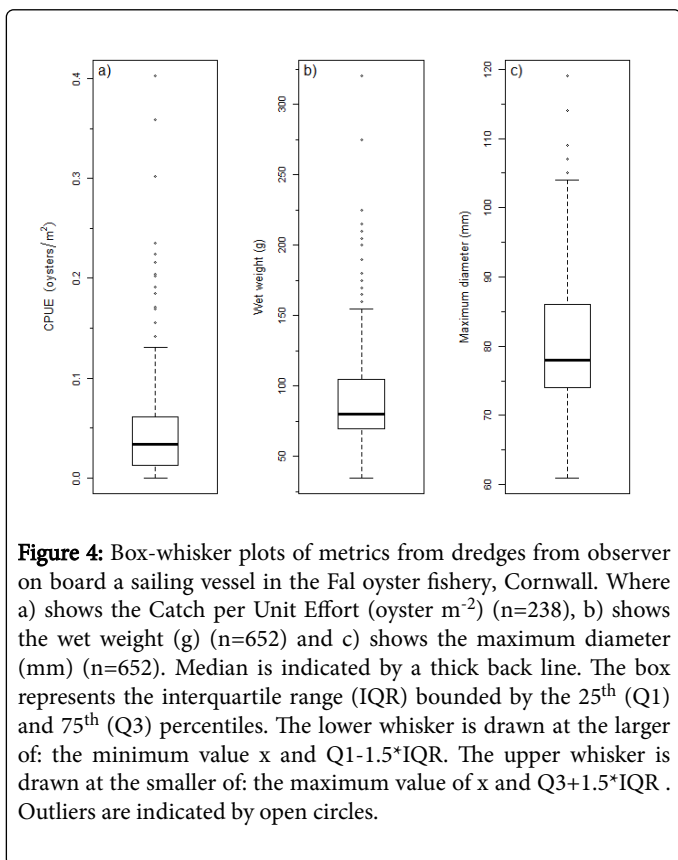 a)
b)
c)
0.4
0.3
0.2
0.1
0.0
CPUE (oysters/m²)
300
250
200
150
100
50
Wet weight (g)
120
110
100
90
80
70
60
Maximum diameter (mm)
Figure 4: Box-whisker plots of metrics from dredges from observer
on board a sailing vessel in the Fal oyster fishery, Cornwall. Where
a) shows the Catch per Unit Effort (oyster m⁻²) (n=238), b) shows
the wet weight (g) (n=652) and c) shows the maximum diameter
(mm) (n=652). Median is indicated by a thick back line. The box
represents the interquartile range (IQR) bounded by the 25th (Q1)
and 75th (Q3) percentiles. The lower whisker is drawn at the larger
of: the minimum value x and Q1-1.5*IQR. The upper whisker is
drawn at the smaller of: the maximum value of x and Q3+1.5*IQR .
Outliers are indicated by open circles.